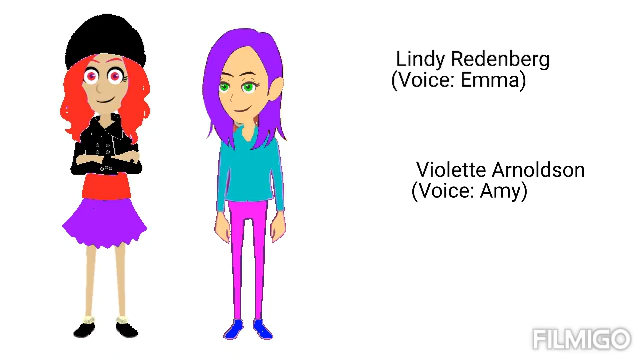 Lindy Redenberg
(Voice: Emma)
Violette Arnoldson
(Voice: Amy)
FILMIGO